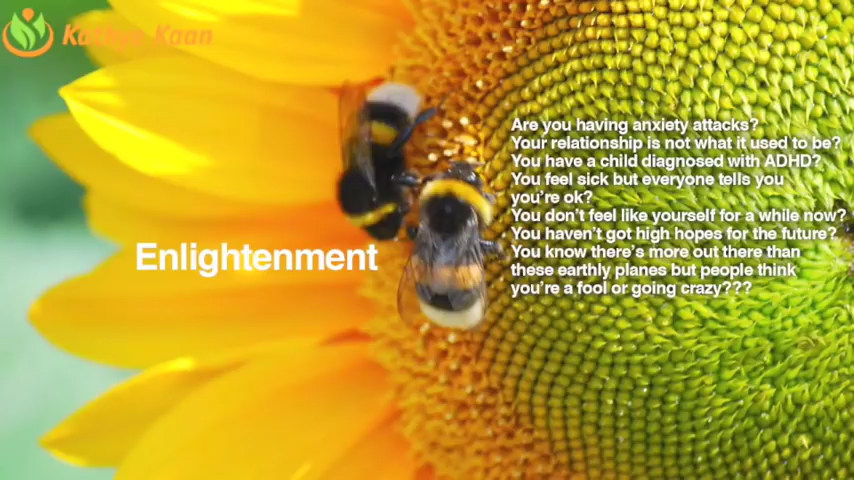 Kathya Kaan
Enlightenment
Are you having anxiety attacks?
Your relationship is not what it used to be?
You have a child diagnosed with ADHD?
You feel sick but everyone tells you
you're ok?
You don't feel like yourself for a while now?
You haven't got high hopes for the future?
You know there's more out there than
these earthly planes but people think
you're a fool or going crazy???